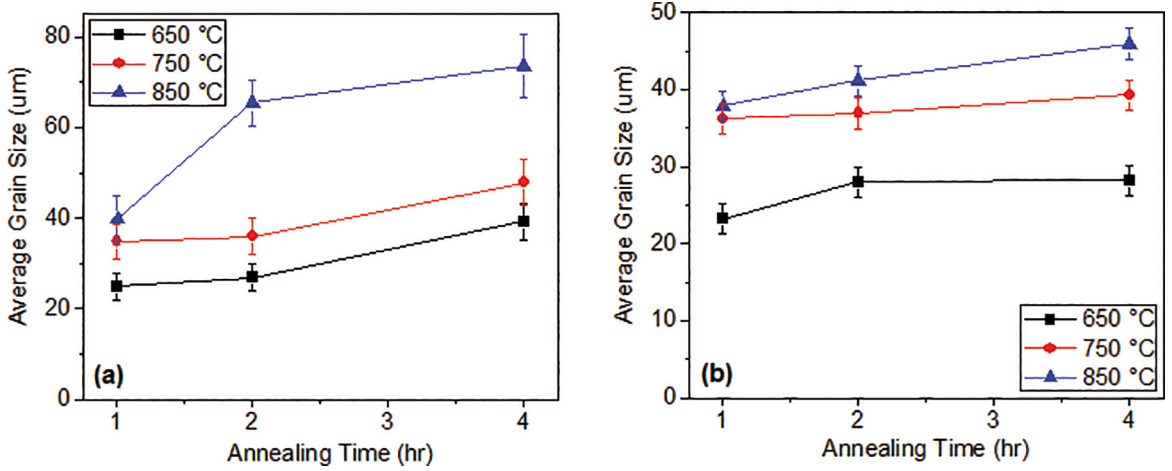 80
60
40
20
0
Average Grain Size (um)
650 °C
750 °C
850 °C
(a)
1
2
3
4
Annealing Time (hr)
50
40
30
20
10
0
Average Grain Size (um)
650 °C
750 °C
850 °C
(b)
1
2
3
4
Annealing Time (hr)